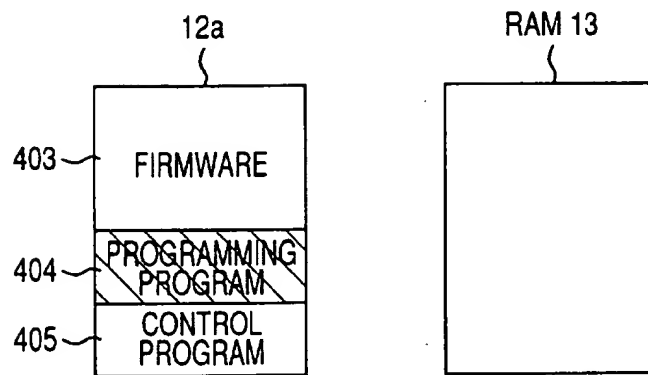 12a
RAM 13
403
FIRMWARE
404
PROGRAMMING
PROGRAM
405
CONTROL
PROGRAM